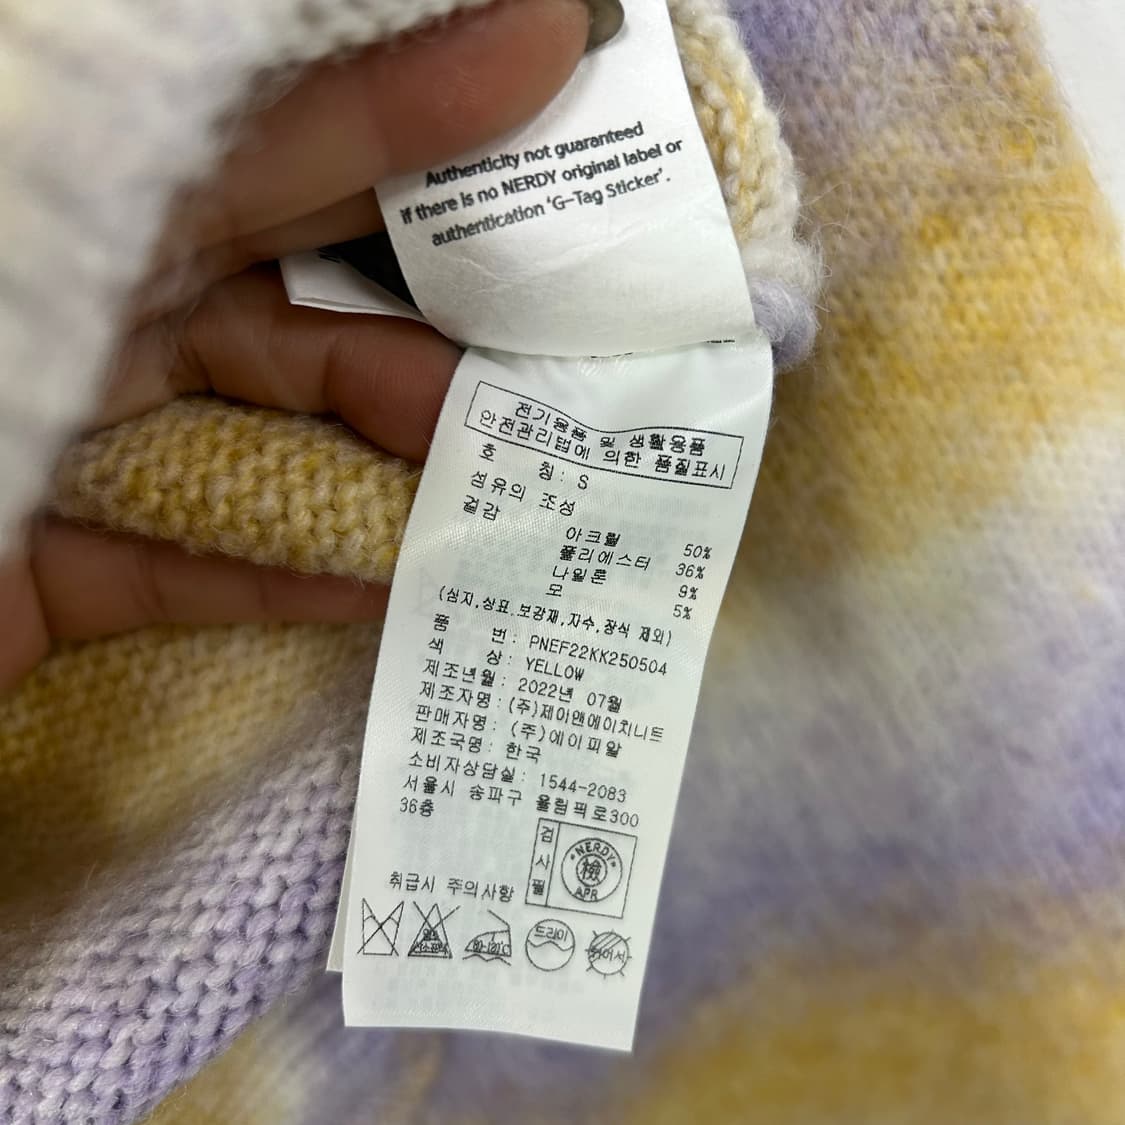 Authenticity not guaranteed
if there is no NERDY original label or
authentication 'G-Tag Sticker'.
전기용품 및 생활용품
안전관리법에 의한 품질표시
호 칭: S
섬유의 조성
겉감
아크릴 50%
폴리에스터 36%
나일론 9%
모 5%
(심지,상표,보강재,자수,장식 제외)
품 번: PNEF22KK250504
색 상: YELLOW
제조년월: 2022년 07월
제조자명:(주)제이앤에이치니트
판매자명: (주)에이피알
제조국명: 한국
소비자상담실: 1544-2083
서울시 송파구 올림픽로300
36층
검사필
NERDY
檢
APR
취급시 주의사항
80-120℃
드라이